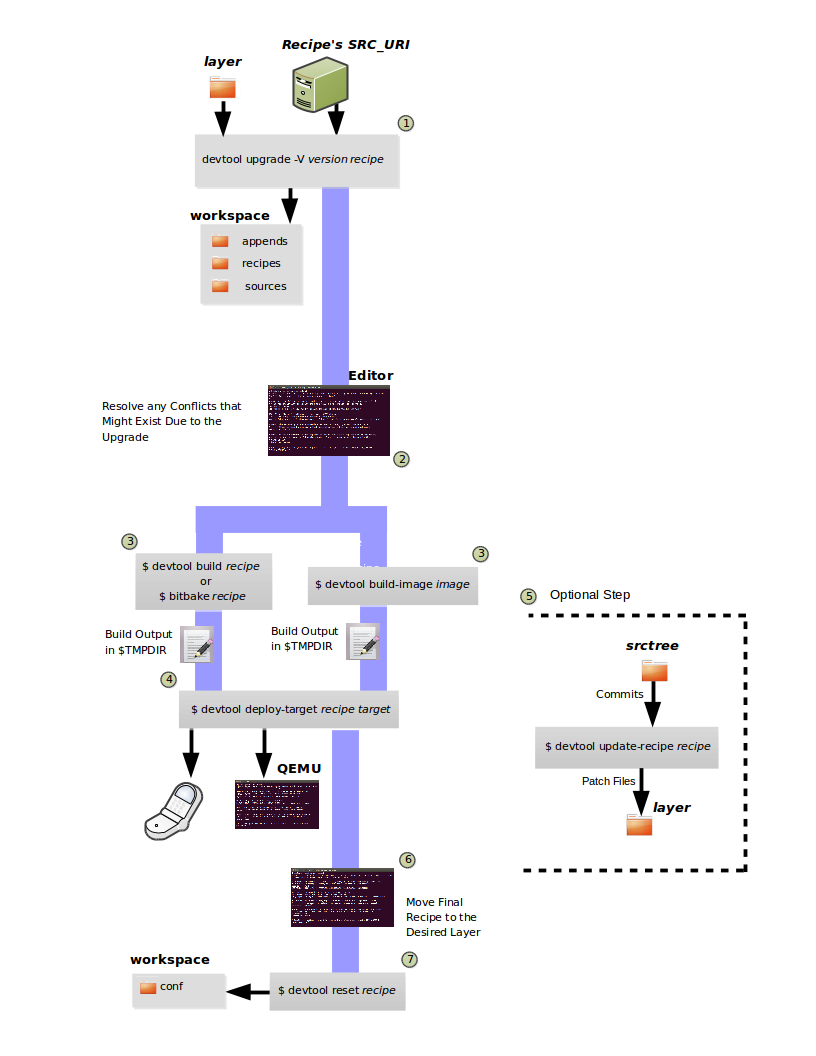 Recipe's SRC_URI
layer
1
devtool upgrade -V version recipe
workspace
appends
recipes
sources
Editor
Resolve any Conflicts that
Might Exist Due to the
Upgrade
2
3
$ devtool build recipe
or
$ bitbake recipe
3
$ devtool build-image image
Build Output
in $TMPDIR
Build Output
in $TMPDIR
4
$ devtool deploy-target recipe target
QEMU
5
Optional Step
srctree
Commits
$ devtool update-recipe recipe
Patch Files
layer
6
Move Final
Recipe to the
Desired Layer
7
$ devtool reset recipe
workspace
conf